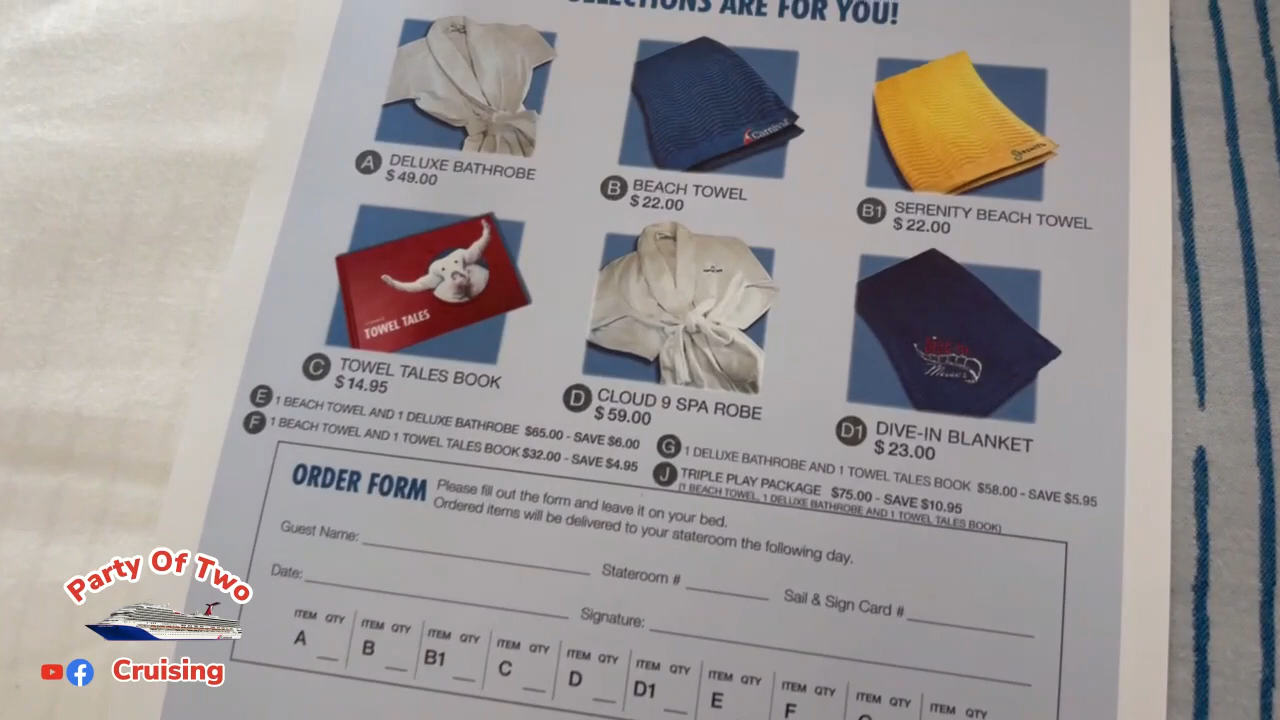 ARE FOR YOU!
A DELUXE BATHROBE
$ 49.00
Carnival
B BEACH TOWEL
$ 22.00
B1 SERENITY BEACH TOWEL
$ 22.00
TOWEL TALES
C TOWEL TALES BOOK
$ 14.95
D CLOUD 9 SPA ROBE
$ 59.00
D1 DIVE-IN BLANKET
$ 23.00
E 1 BEACH TOWEL AND 1 DELUXE BATHROBE $65.00 - SAVE $6.00
F 1 BEACH TOWEL AND 1 TOWEL TALES BOOK $32.00 - SAVE $4.95
G 1 DELUXE BATHROBE AND 1 TOWEL TALES BOOK $58.00 - SAVE $5.95
J TRIPLE PLAY PACKAGE $75.00 - SAVE $10.95
(1 BEACH TOWEL, 1 DELUXE BATHROBE AND 1 TOWEL TALES BOOK)
ORDER FORM
Please fill out the form and leave it on your bed.
Ordered items will be delivered to your stateroom the following day.
Guest Name:
Stateroom #
Sail & Sign Card #
Date:
Signature:
ITEM QTY ITEM QTY ITEM QTY ITEM QTY ITEM QTY ITEM QTY ITEM QTY ITEM QTY ITEM QTY ITEM QTY
A B B1 C D D1 E F
Party Of Two
Cruising